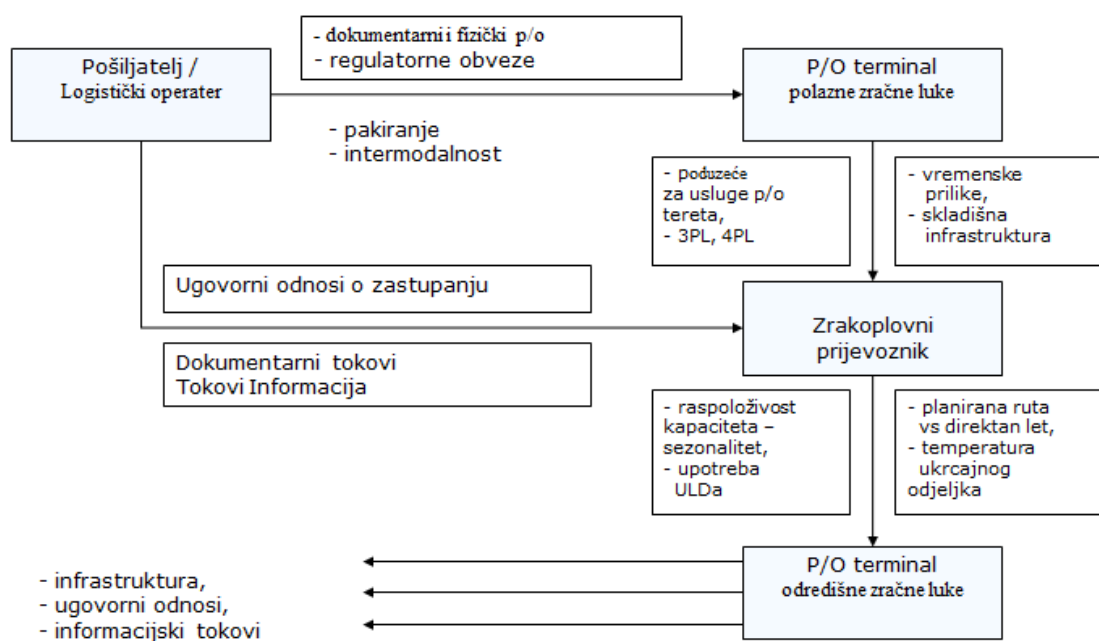 - dokumentarni i fizički p/o
- regulatorne obveze
Pošiljatelj /
Logistički operater
P/O terminal
polazne zračne luke
- pakiranje
- intermodalnost
- poduzeće
za usluge p/o
tereta,
- 3PL, 4PL
- vremenske
prilike,
- skladišna
infrastruktura
Ugovorni odnosi o zastupanju
Zrakoplovni
prijevoznik
Dokumentarni tokovi
Tokovi Informacija
- raspoloživost
kapaciteta –
sezonalitet,
- upotreba
ULDa
- planirana ruta
vs direktan let,
- temperatura
ukrcajnog
odjeljka
P/O terminal
odredišne zračne luke
- infrastruktura,
- ugovorni odnosi,
- informacijski tokovi